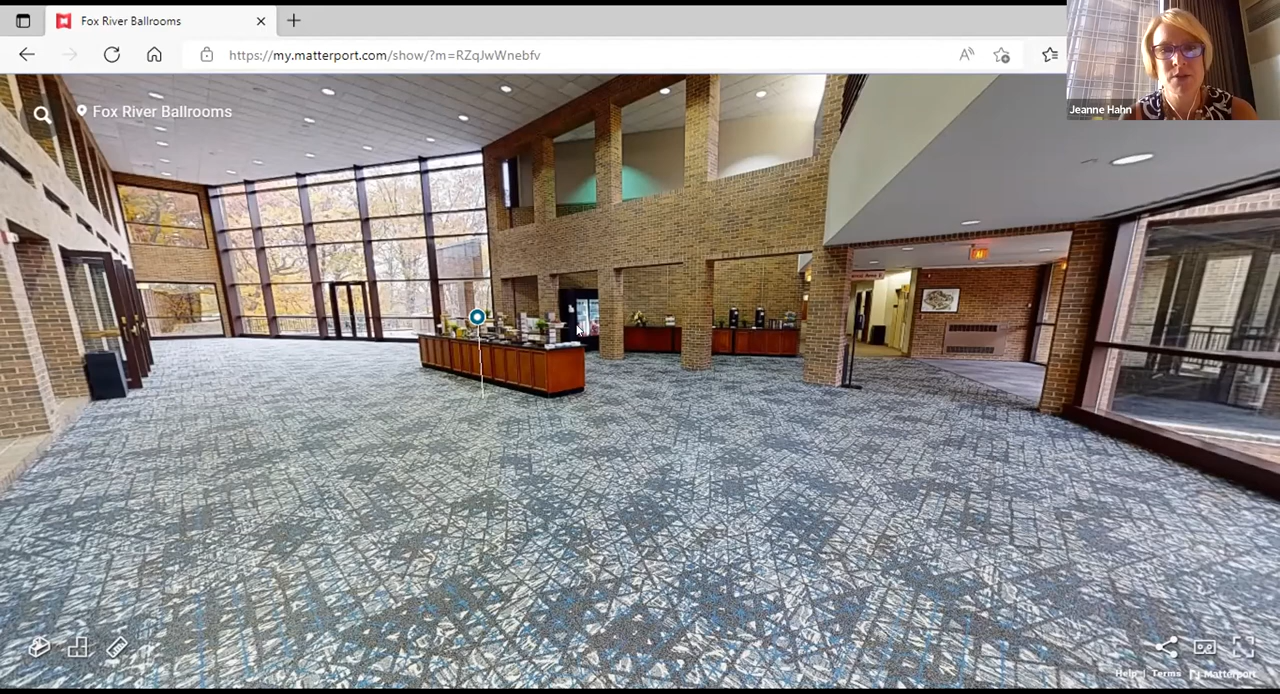 Fox River Ballrooms
https://my.matterport.com/show/?m=RZqJwWnebfv
Jeanne Hahn
Fox River Ballrooms
Help | Terms | Matterport